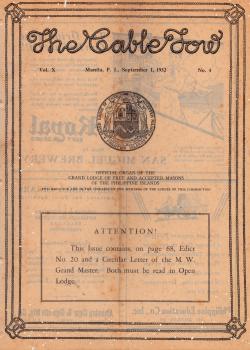 The Cable Tow
Vol. X Manila, P. I., September 1, 1932 No. 4
OFFICIAL ORGAN OF THE
GRAND LODGE OF FREE AND ACCEPTED MASONS
OF THE PHILIPPINE ISLANDS
ATTENTION!
This Issue contains, on page 68, Edict
No. 20 and a Circular Letter of the M. W.
Grand Master. Both must be read in Open
Lodge.